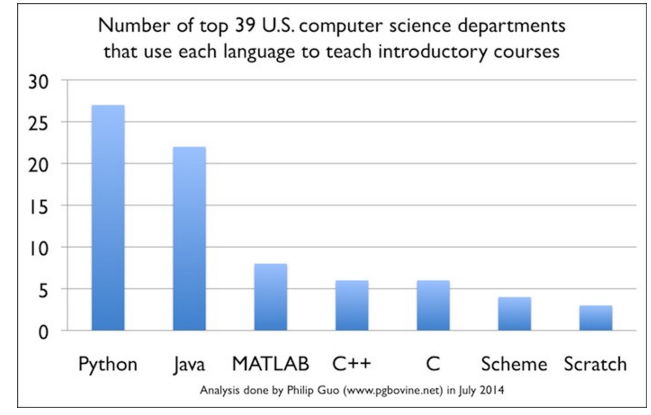 Number of top 39 U.S. computer science departments
that use each language to teach introductory courses
30
25
20
15
10
5
0
Python Java MATLAB C++ C Scheme Scratch
Analysis done by Philip Guo (www.pgbovine.net) in July 2014